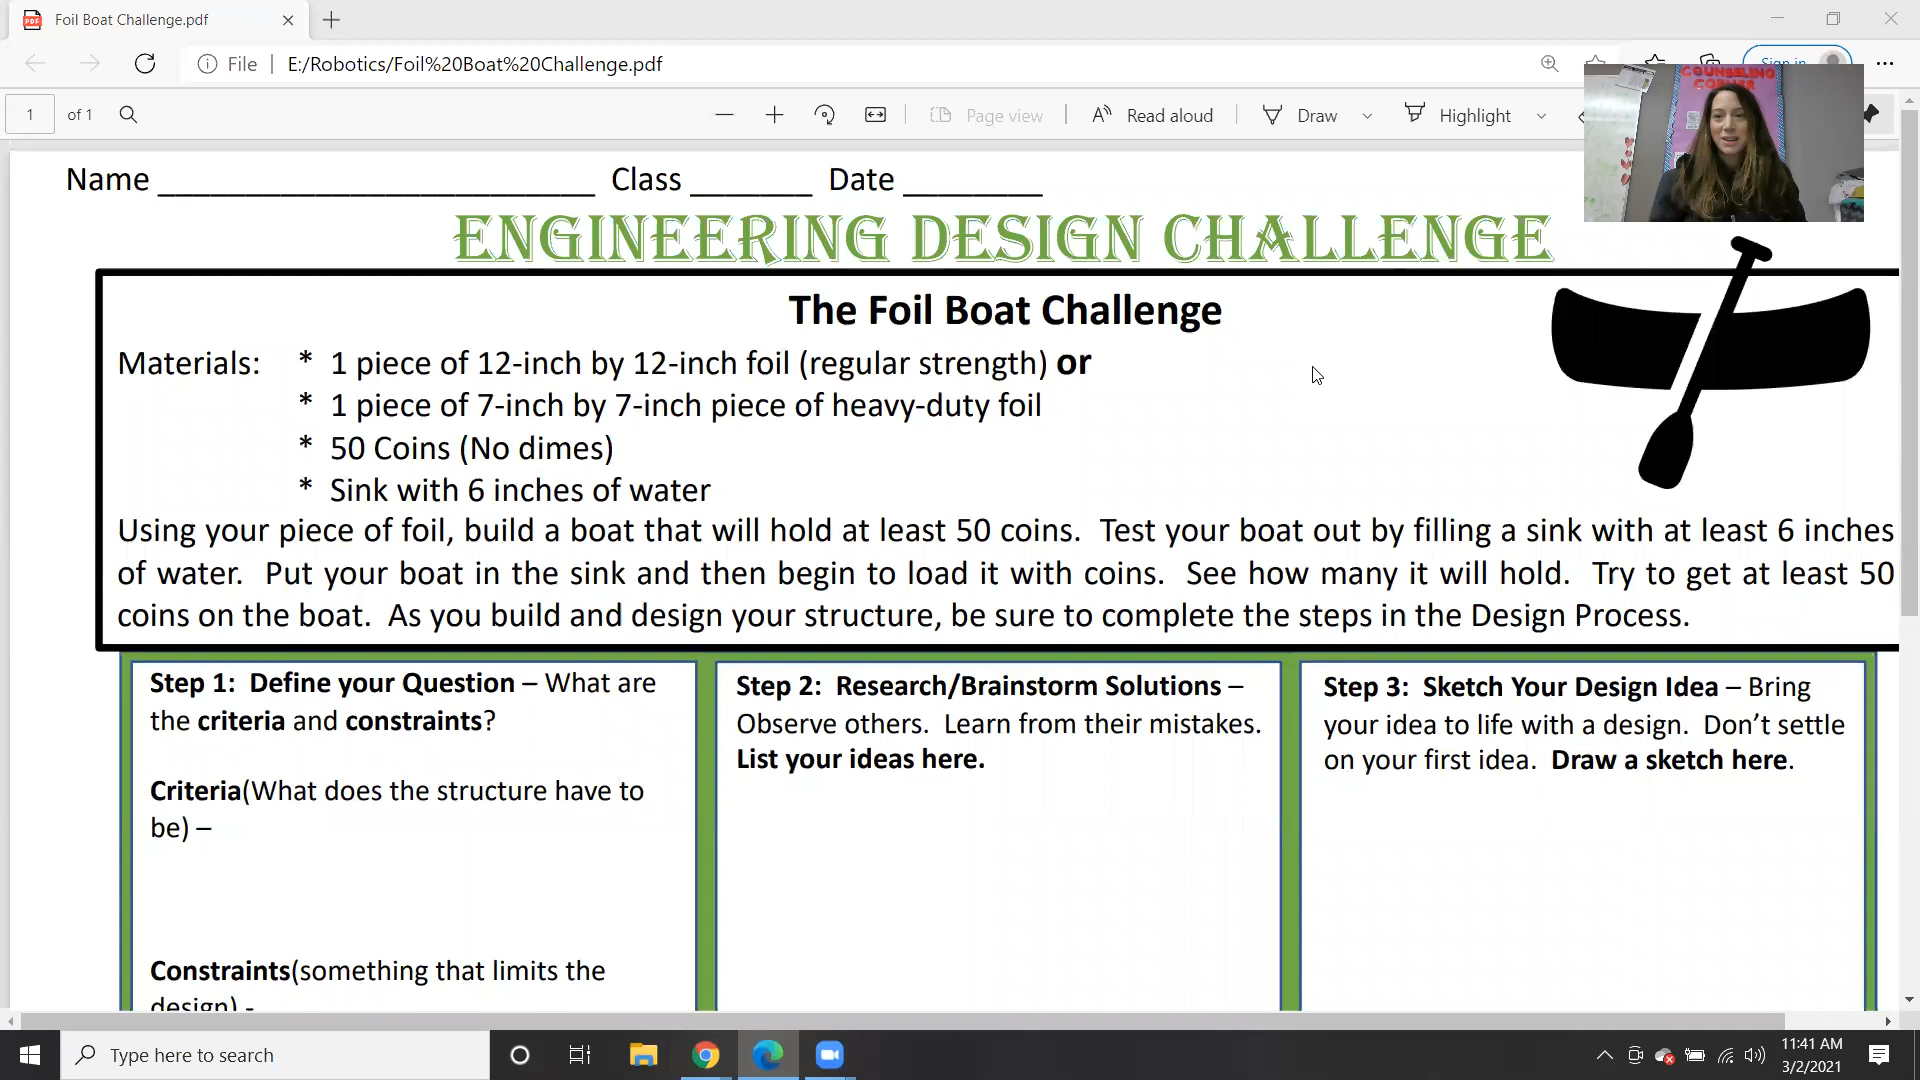 Foil Boat Challenge.pdf
File | E:/Robotics/Foil%20Boat%20Challenge.pdf
Sign in
1 of 1
Page view
Read aloud
Draw
Highlight
COUNSELING
CORNER
Name _________________________ Class _______ Date ________
ENGINEERING DESIGN CHALLENGE
The Foil Boat Challenge
Materials: * 1 piece of 12-inch by 12-inch foil (regular strength) or
* 1 piece of 7-inch by 7-inch piece of heavy-duty foil
* 50 Coins (No dimes)
* Sink with 6 inches of water
Using your piece of foil, build a boat that will hold at least 50 coins. Test your boat out by filling a sink with at least 6 inches
of water. Put your boat in the sink and then begin to load it with coins. See how many it will hold. Try to get at least 50
coins on the boat. As you build and design your structure, be sure to complete the steps in the Design Process.
Step 1: Define your Question – What are
the criteria and constraints?
Criteria(What does the structure have to
be) –
Constraints(something that limits the
design) -
Step 2: Research/Brainstorm Solutions –
Observe others. Learn from their mistakes.
List your ideas here.
Step 3: Sketch Your Design Idea – Bring
your idea to life with a design. Don't settle
on your first idea. Draw a sketch here.
Type here to search
11:41 AM
3/2/2021